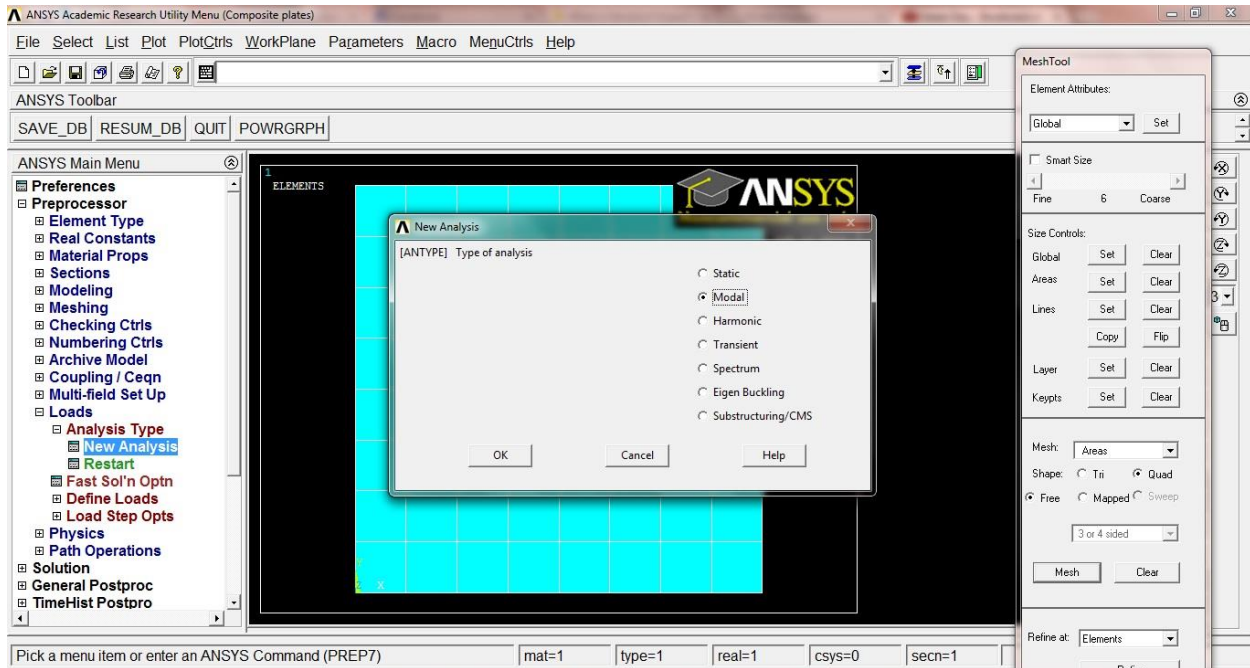 ANSYS Academic Research Utility Menu (Composite plates)
File Select List Plot PlotCtrls WorkPlane Parameters Macro MenuCtrls Help
ANSYS Toolbar
SAVE_DB RESUM_DB QUIT POWRGRPH
ANSYS Main Menu
Preferences
Preprocessor
Element Type
Real Constants
Material Props
Sections
Modeling
Meshing
Checking Ctrls
Numbering Ctrls
Archive Model
Coupling / Ceqn
Multi-field Set Up
Loads
Analysis Type
New Analysis
Restart
Fast Sol'n Optn
Define Loads
Load Step Opts
Physics
Path Operations
Solution
General Postproc
TimeHist Postpro
1
ELEMENTS
ANSYS
New Analysis
[ANTYPE] Type of analysis
Static
Modal
Harmonic
Transient
Spectrum
Eigen Buckling
Substructuring/CMS
OK Cancel Help
Y
Z X
MeshTool
Element Attributes:
Global Set
Smart Size
Fine 6 Coarse
Size Controls:
Global Set Clear
Areas Set Clear
Lines Set Clear
Copy Flip
Layer Set Clear
Keypts Set Clear
Mesh: Areas
Shape: Tri Quad
Free Mapped Sweep
3 or 4 sided
Mesh Clear
Refine at: Elements
3
Pick a menu item or enter an ANSYS Command (PREP7) mat=1 type=1 real=1 csys=0 secn=1